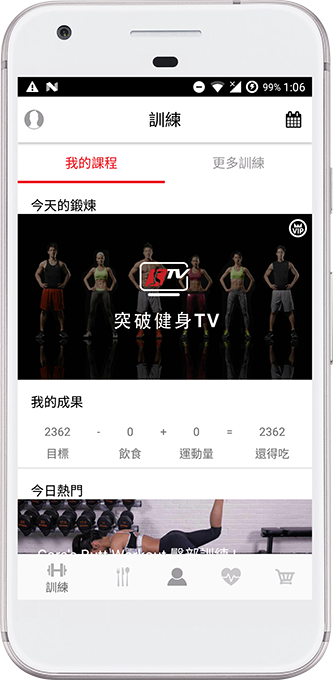 99% 1:06
訓練
我的課程 更多訓練
今天的鍛煉
VIP
TV
突破健身TV
我的成果
2362 - 0 + 0 = 2362
目標 飲食 運動量 還得吃
今日熱門
Butt Workout 臀部訓練 !
訓練